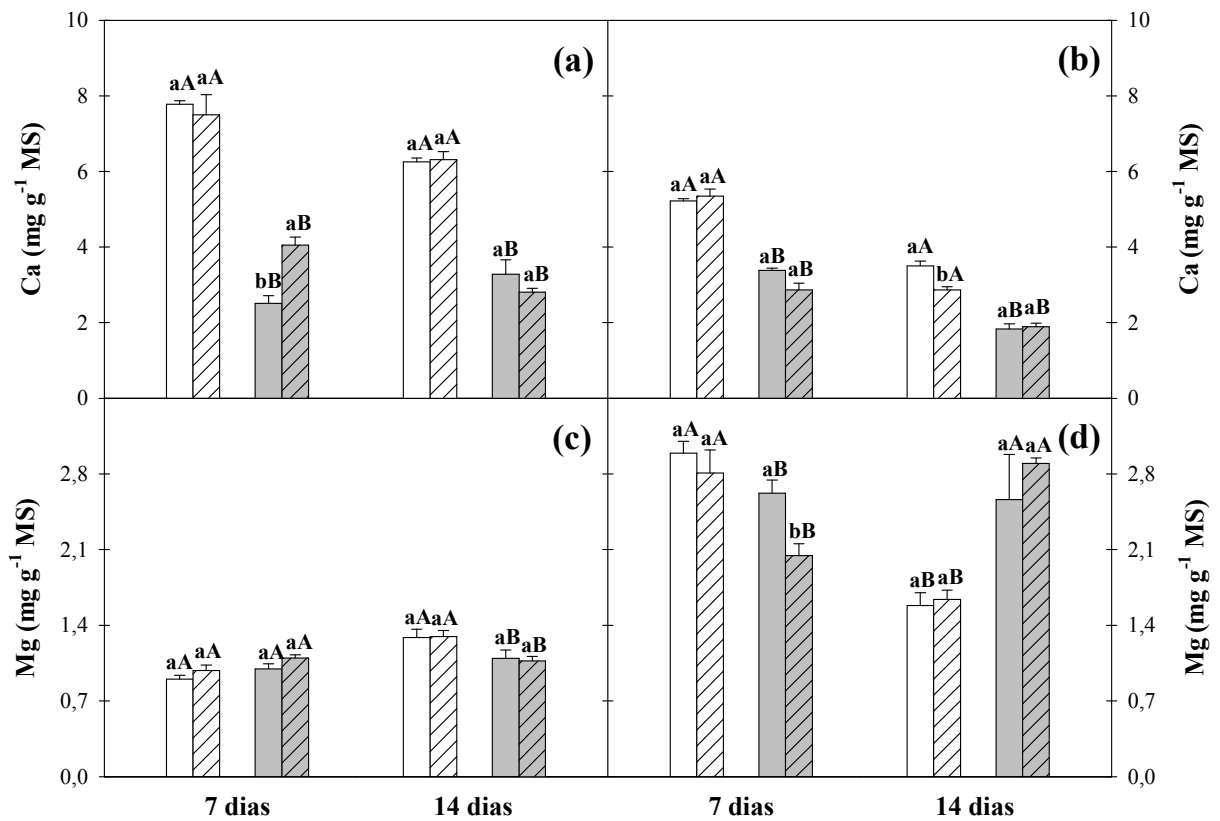 10
8
6
4
2
0
Ca (mg g⁻¹ MS)
(a)
aA aA
bB aB
aA aA
aB aB
(b)
aA aA
aB aB
aA bA
aB aB
10
8
6
4
2
0
Ca (mg g⁻¹ MS)
2,8
2,1
1,4
0,7
0,0
Mg (mg g⁻¹ MS)
(c)
aA aA
aA aA
aA aA
aB aB
(d)
aA aA
aB bB
aB aB
aA aA
2,8
2,1
1,4
0,7
0,0
Mg (mg g⁻¹ MS)
7 dias 14 dias 7 dias 14 dias